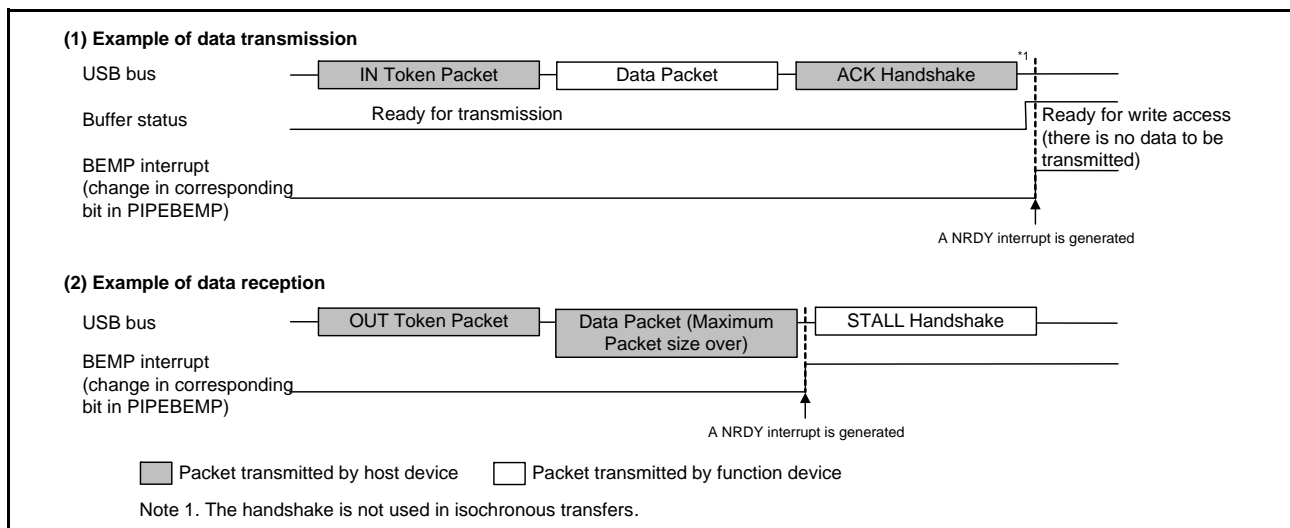 (1) Example of data transmission
USB bus
IN Token Packet
Data Packet
ACK Handshake
*1
Buffer status
Ready for transmission
Ready for write access
(there is no data to be
transmitted)
BEMP interrupt
(change in corresponding
bit in PIPEBEMP)
A NRDY interrupt is generated
(2) Example of data reception
USB bus
OUT Token Packet
Data Packet (Maximum
Packet size over)
STALL Handshake
BEMP interrupt
(change in corresponding
bit in PIPEBEMP)
A NRDY interrupt is generated
Packet transmitted by host device
Packet transmitted by function device
Note 1. The handshake is not used in isochronous transfers.